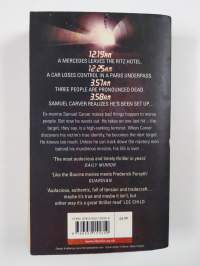 12.19AM
A MERCEDES LEAVES THE RITZ HOTEL.
12.25AM
A CAR LOSES CONTROL IN A PARIS UNDERPASS
3.57AM
THREE PEOPLE ARE PRONOUNCED DEAD.
3.58AM
SAMUEL CARVER REALIZES HE'S BEEN SET UP...
Ex-marine Samuel Carver makes bad things happen to worse
people. But now he wants out. He takes on one last hit – the
target, they say, is a high-ranking terrorist. When Carver
discovers his victim's true identity, he becomes the next target.
He knows too much. Unless he can track down the mystery man
behind his murderous mission, his life is over.
'The most audacious and timely thriller in years'
DAILY MIRROR
'Like the Bourne movies meets Frederick Forsyth'
GUARDIAN
'Audacious, authentic, full of tension and tradecraft...
maybe it's true and maybe it isn't, but
either way it's a great thriller read' LEE CHILD